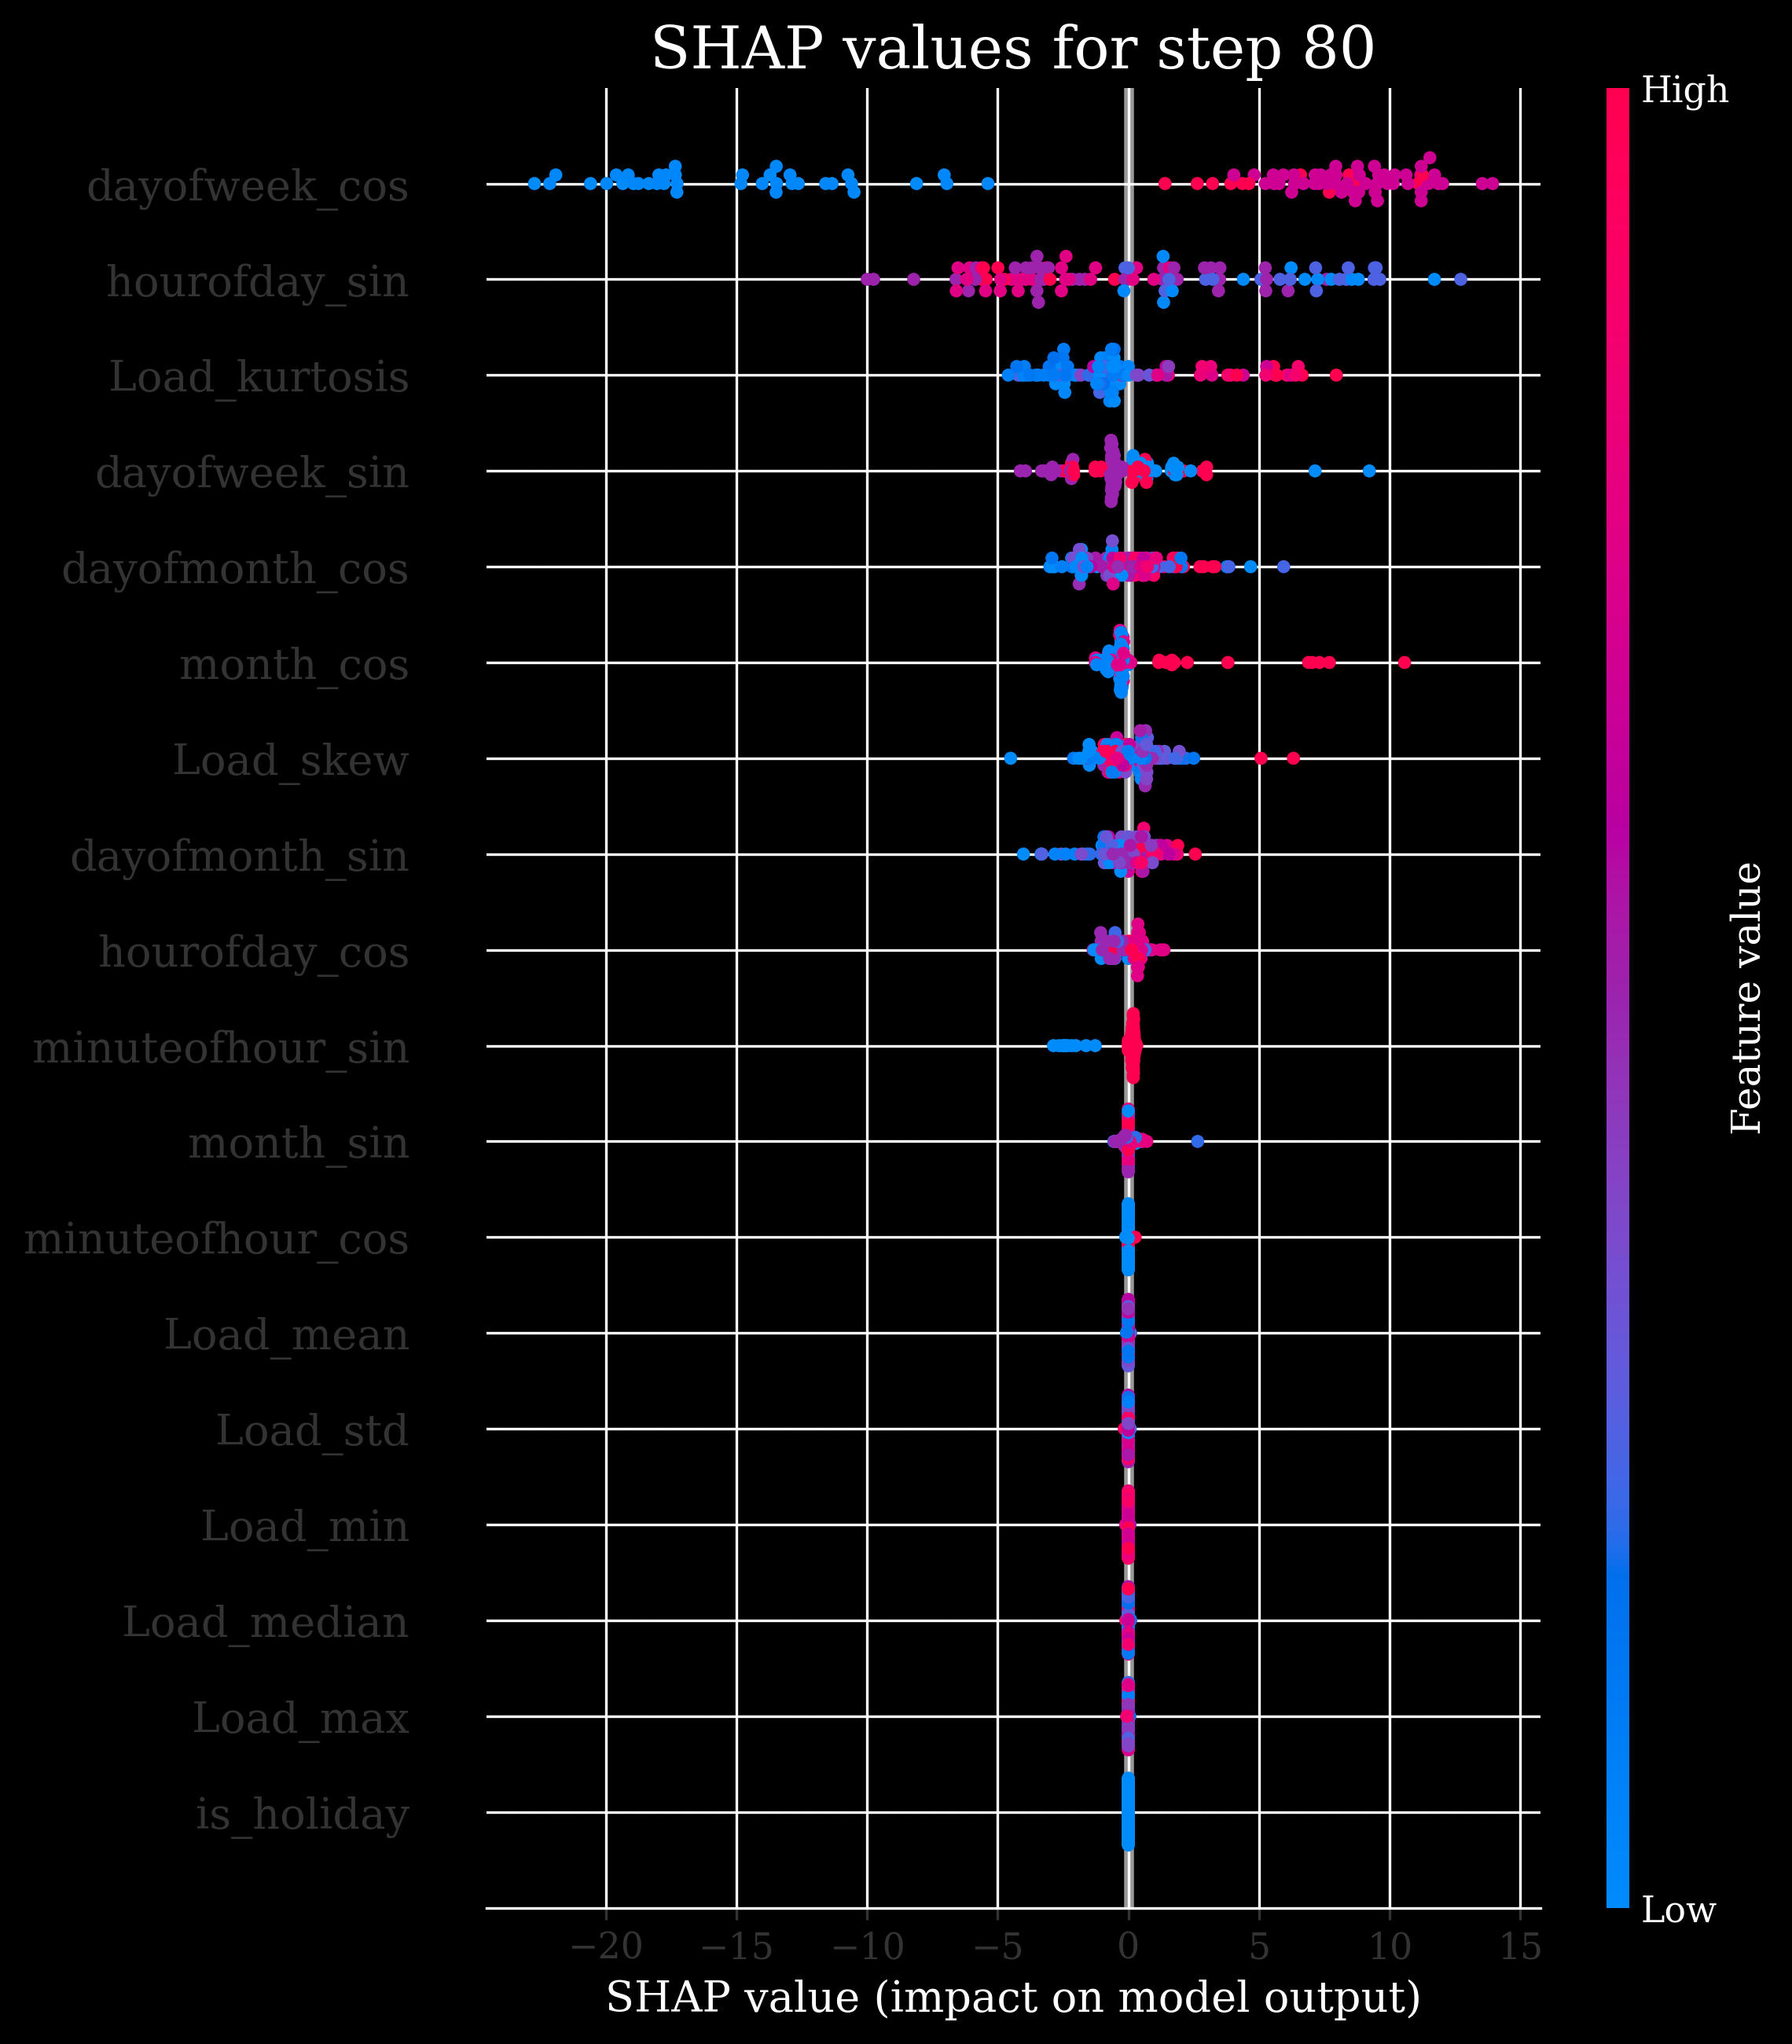 SHAP values for step 80
High
dayofweek_cos
hourofday_sin
Load_kurtosis
dayofweek_sin
dayofmonth_cos
month_cos
Load_skew
dayofmonth_sin
hourofday_cos
minuteofhour_sin
month_sin
minuteofhour_cos
Load_mean
Load_std
Load_min
Load_median
Load_max
is_holiday
Feature value
Low
−20 −15 −10 −5 0 5 10 15
SHAP value (impact on model output)